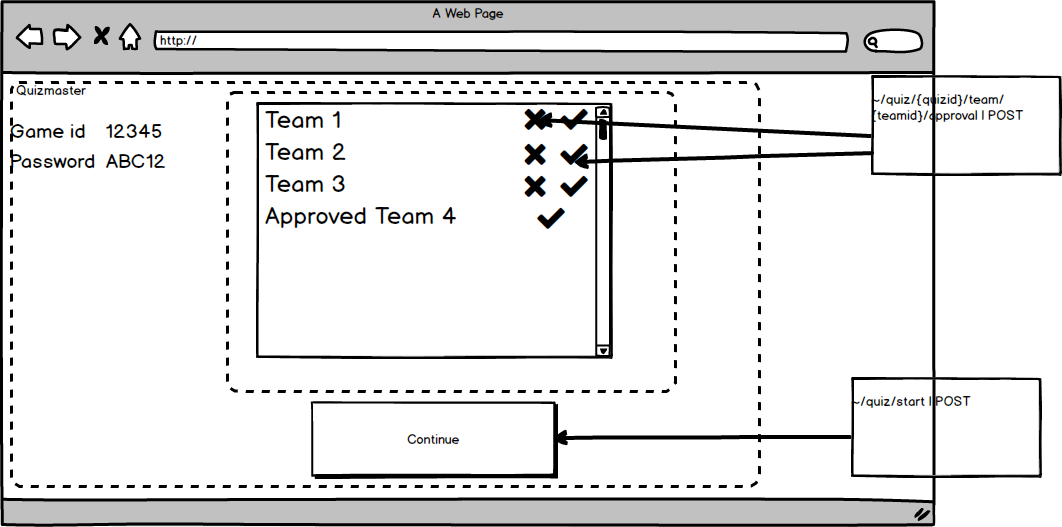 A Web Page
http://
Quizmaster
Game id 12345
Password ABC12
Team 1
Team 2
Team 3
Approved Team 4
Continue
~/quiz/{quizid}/team/
{teamid}/approval | POST
~/quiz/start | POST